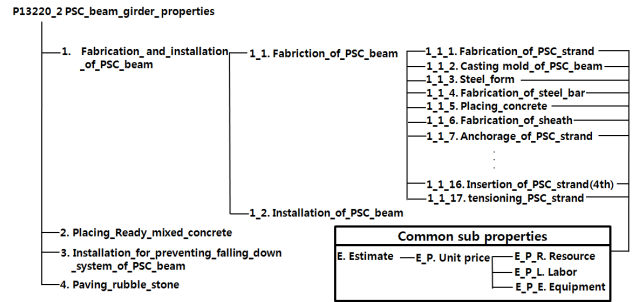 P13220_2 PSC_beam_girder_properties
1. Fabrication_and_installation
_of_PSC_beam
1_1. Fabriction_of_PSC_beam
1_1_1. Fabrication_of_PSC_strand
1_1_2. Casting mold_of_PSC_beam
1_1_3. Steel_form
1_1_4. Fabrication_of_steel_bar
1_1_5. Placing_concrete
1_1_6. Fabrication_of_sheath
1_1_7. Anchorage_of_PSC_strand
1_1_16. Insertion_of_PSC_strand(4th)
1_1_17. tensioning_PSC_strand
1_2. Installation_of_PSC_beam
2. Placing_Ready_mixed_concrete
3. Installation_for_preventing_falling_down
_system_of_PSC_beam
4. Paving_rubble_stone
Common sub properties
E. Estimate
E_P. Unit price
E_P_R. Resource
E_P_L. Labor
E_P_E. Equipment